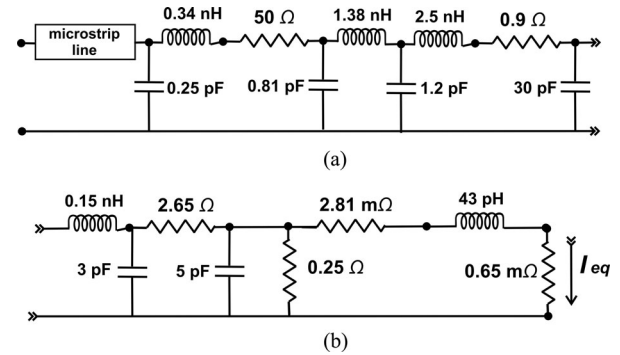 0.34 nH 50 Ω 1.38 nH 2.5 nH 0.9 Ω
microstrip
line
0.25 pF 0.81 pF 1.2 pF 30 pF
(a)
0.15 nH 2.65 Ω 2.81 mΩ 43 pH
3 pF 5 pF 0.25 Ω 0.65 mΩ I eq
(b)